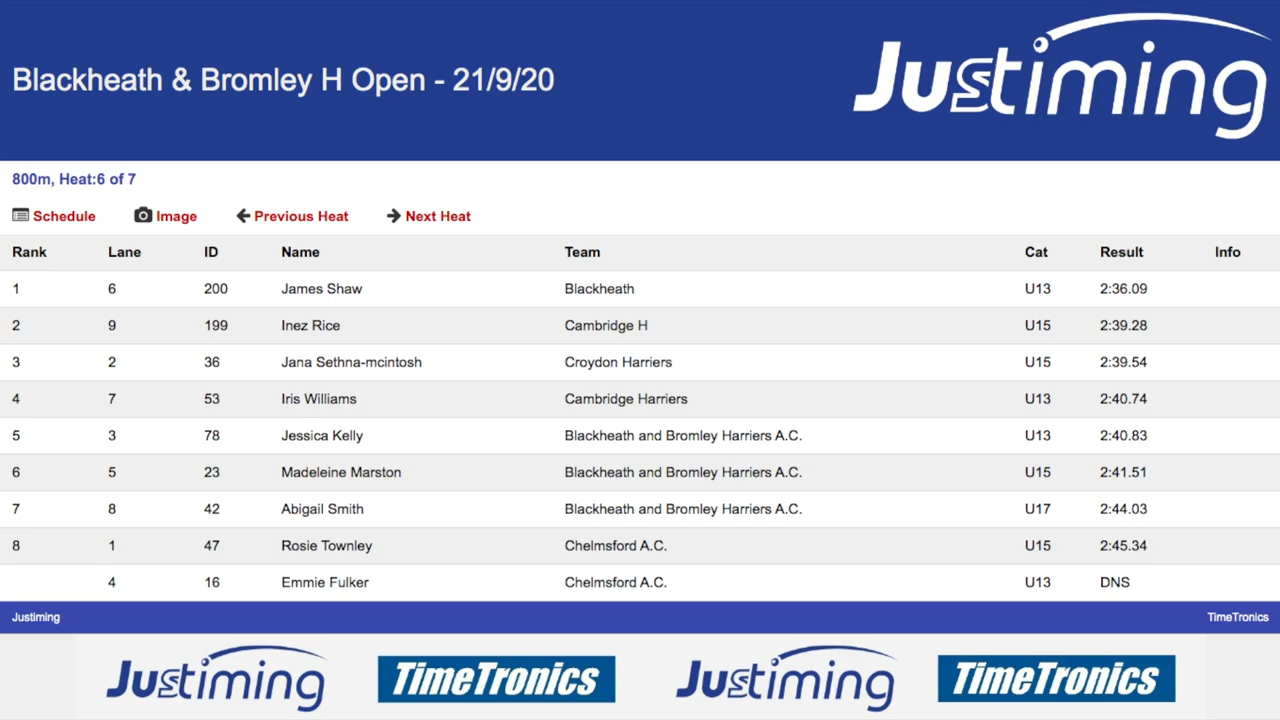 Blackheath & Bromley H Open - 21/9/20
Justiming
800m, Heat:6 of 7
Schedule Image Previous Heat Next Heat
Rank Lane ID Name Team Cat Result Info
1 6 200 James Shaw Blackheath U13 2:36.09
2 9 199 Inez Rice Cambridge H U15 2:39.28
3 2 36 Jana Sethna-mcintosh Croydon Harriers U15 2:39.54
4 7 53 Iris Williams Cambridge Harriers U13 2:40.74
5 3 78 Jessica Kelly Blackheath and Bromley Harriers A.C. U13 2:40.83
6 5 23 Madeleine Marston Blackheath and Bromley Harriers A.C. U15 2:41.51
7 8 42 Abigail Smith Blackheath and Bromley Harriers A.C. U17 2:44.03
8 1 47 Rosie Townley Chelmsford A.C. U15 2:45.34
4 16 Emmie Fulker Chelmsford A.C. U13 DNS
Justiming TimeTronics
Justiming TimeTronics Justiming TimeTronics